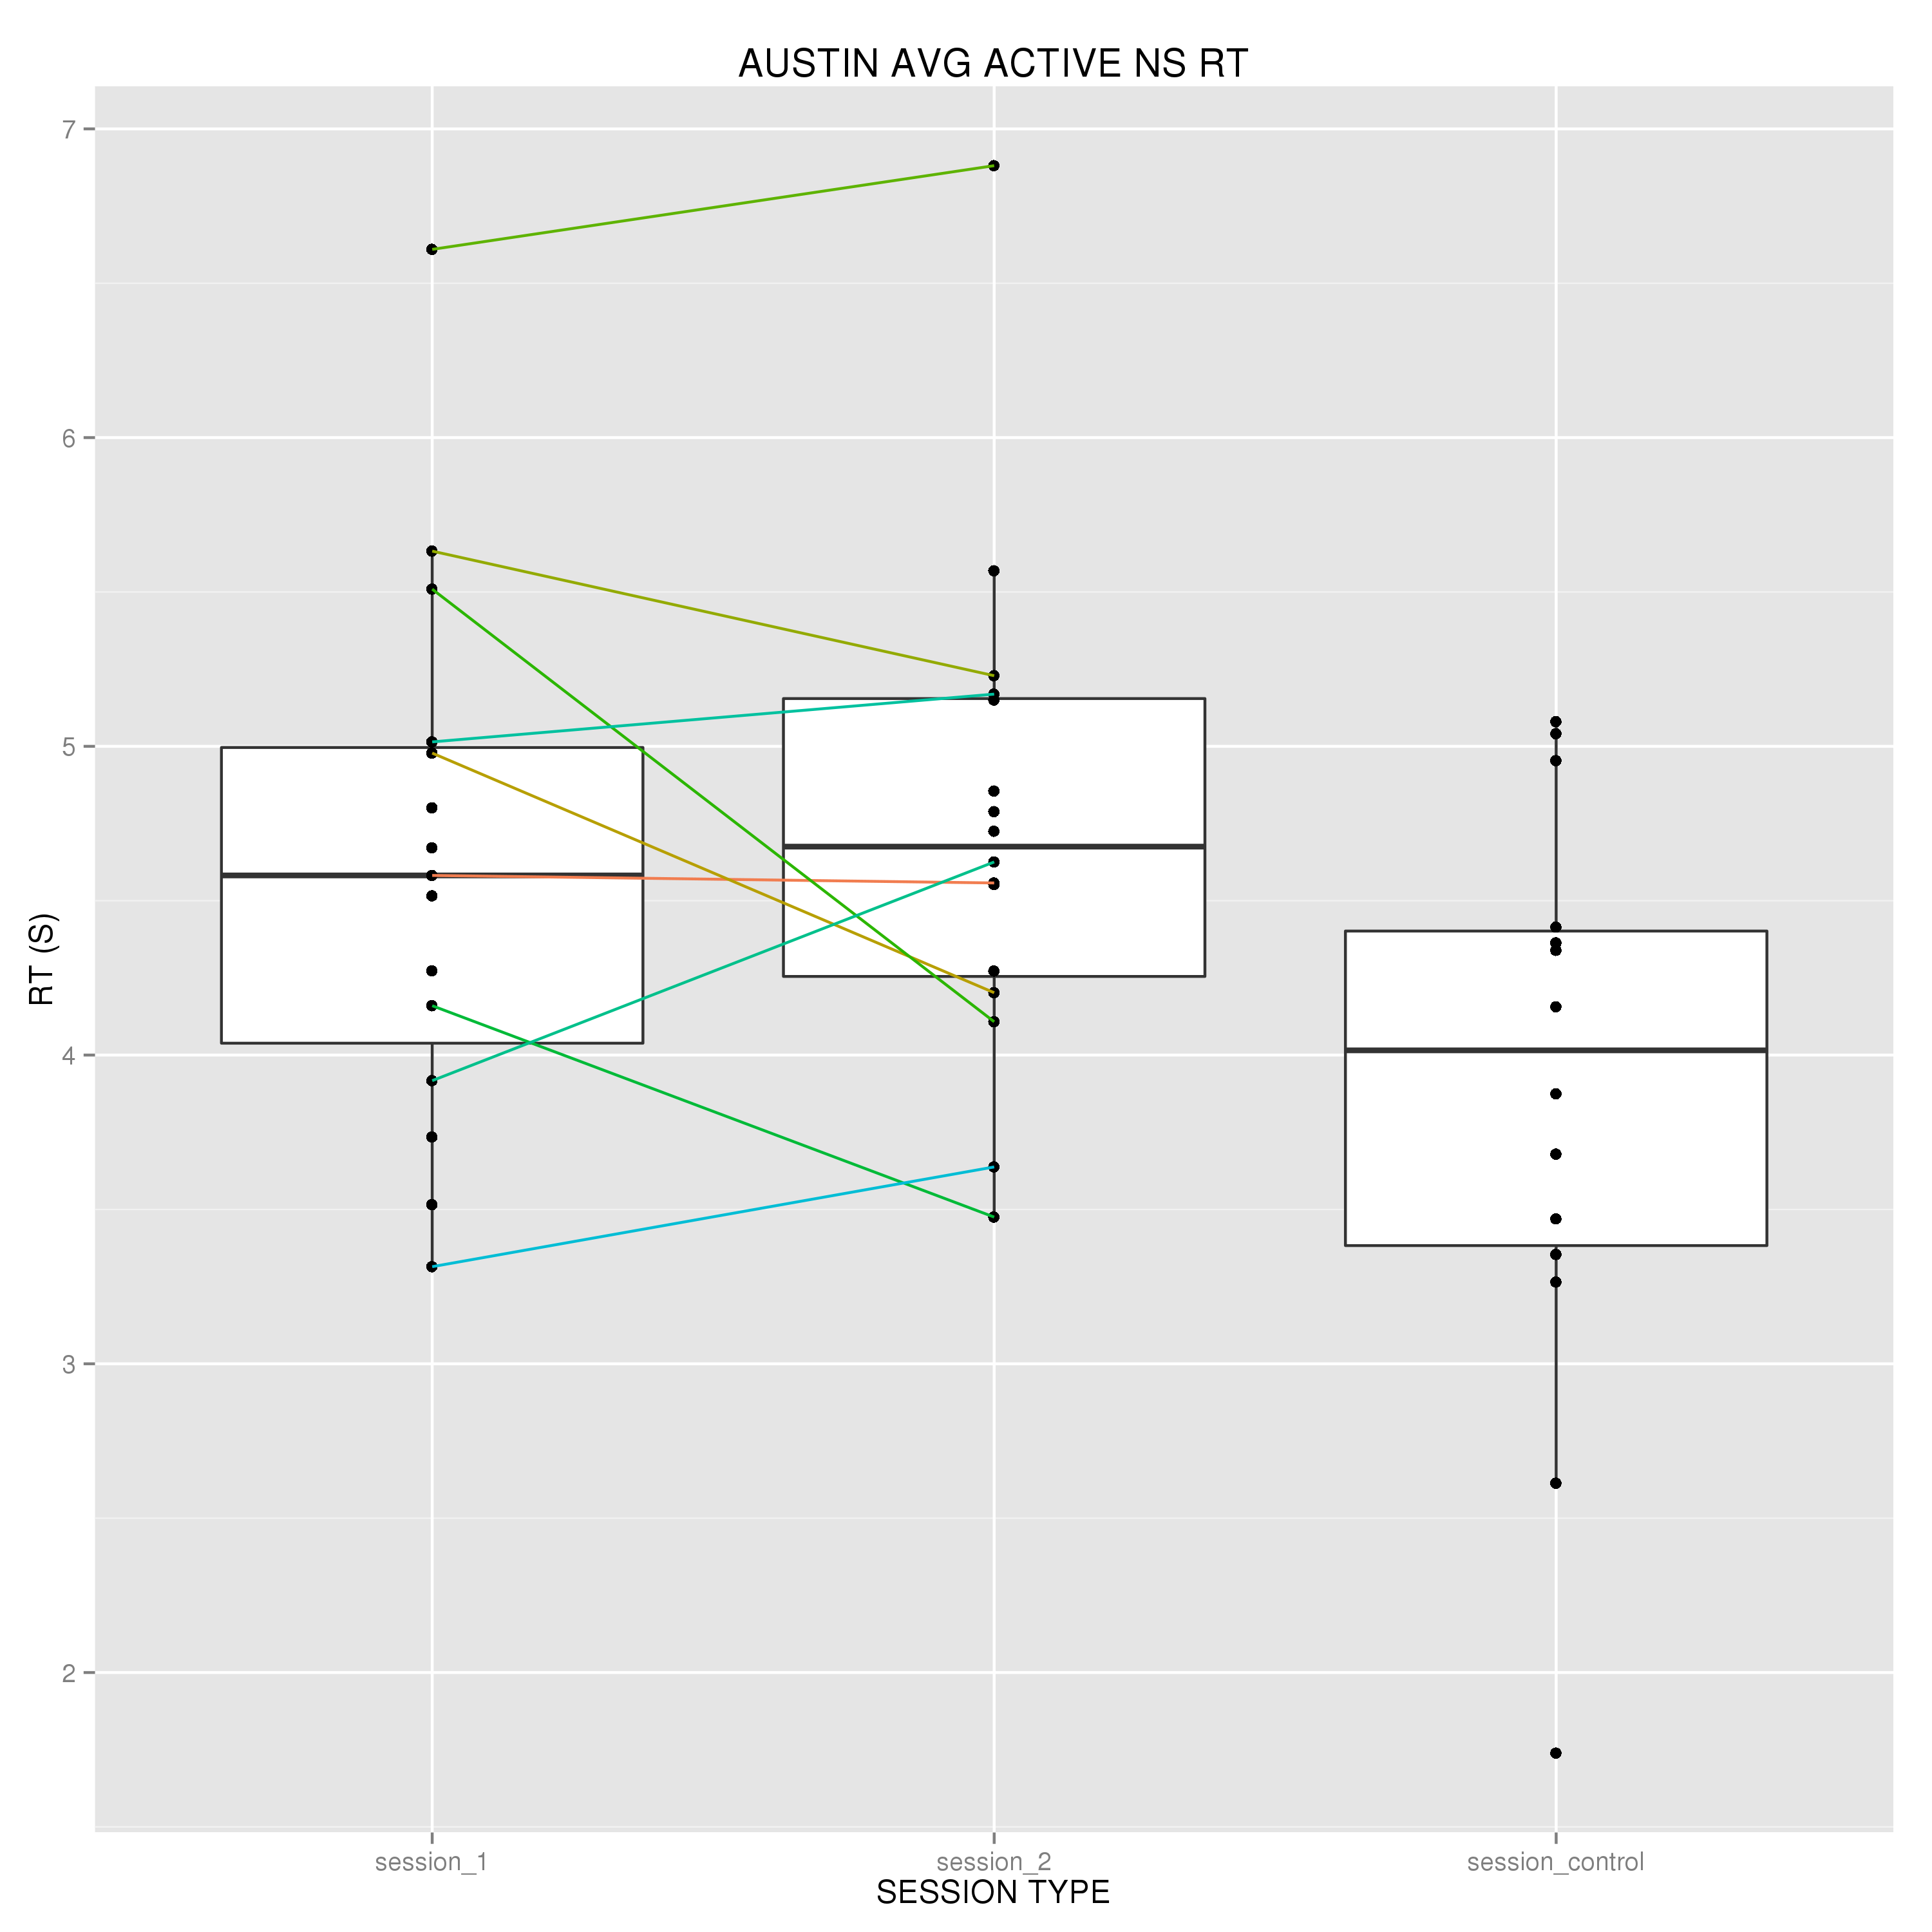 AUSTIN AVG ACTIVE NS RT
7
6
5
4
3
2
RT (S)
session_1
session_2
session_control
SESSION TYPE